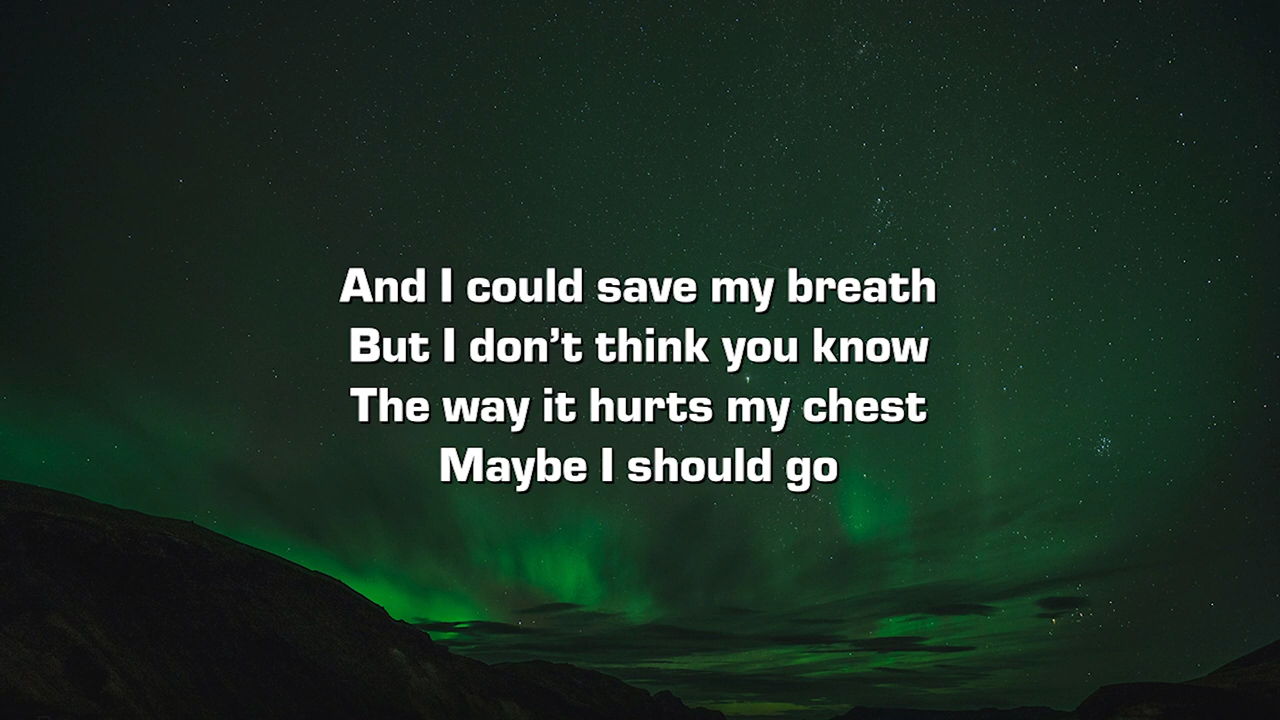 And I could save my breath
But I don’t think you know
The way it hurts my chest
Maybe I should go